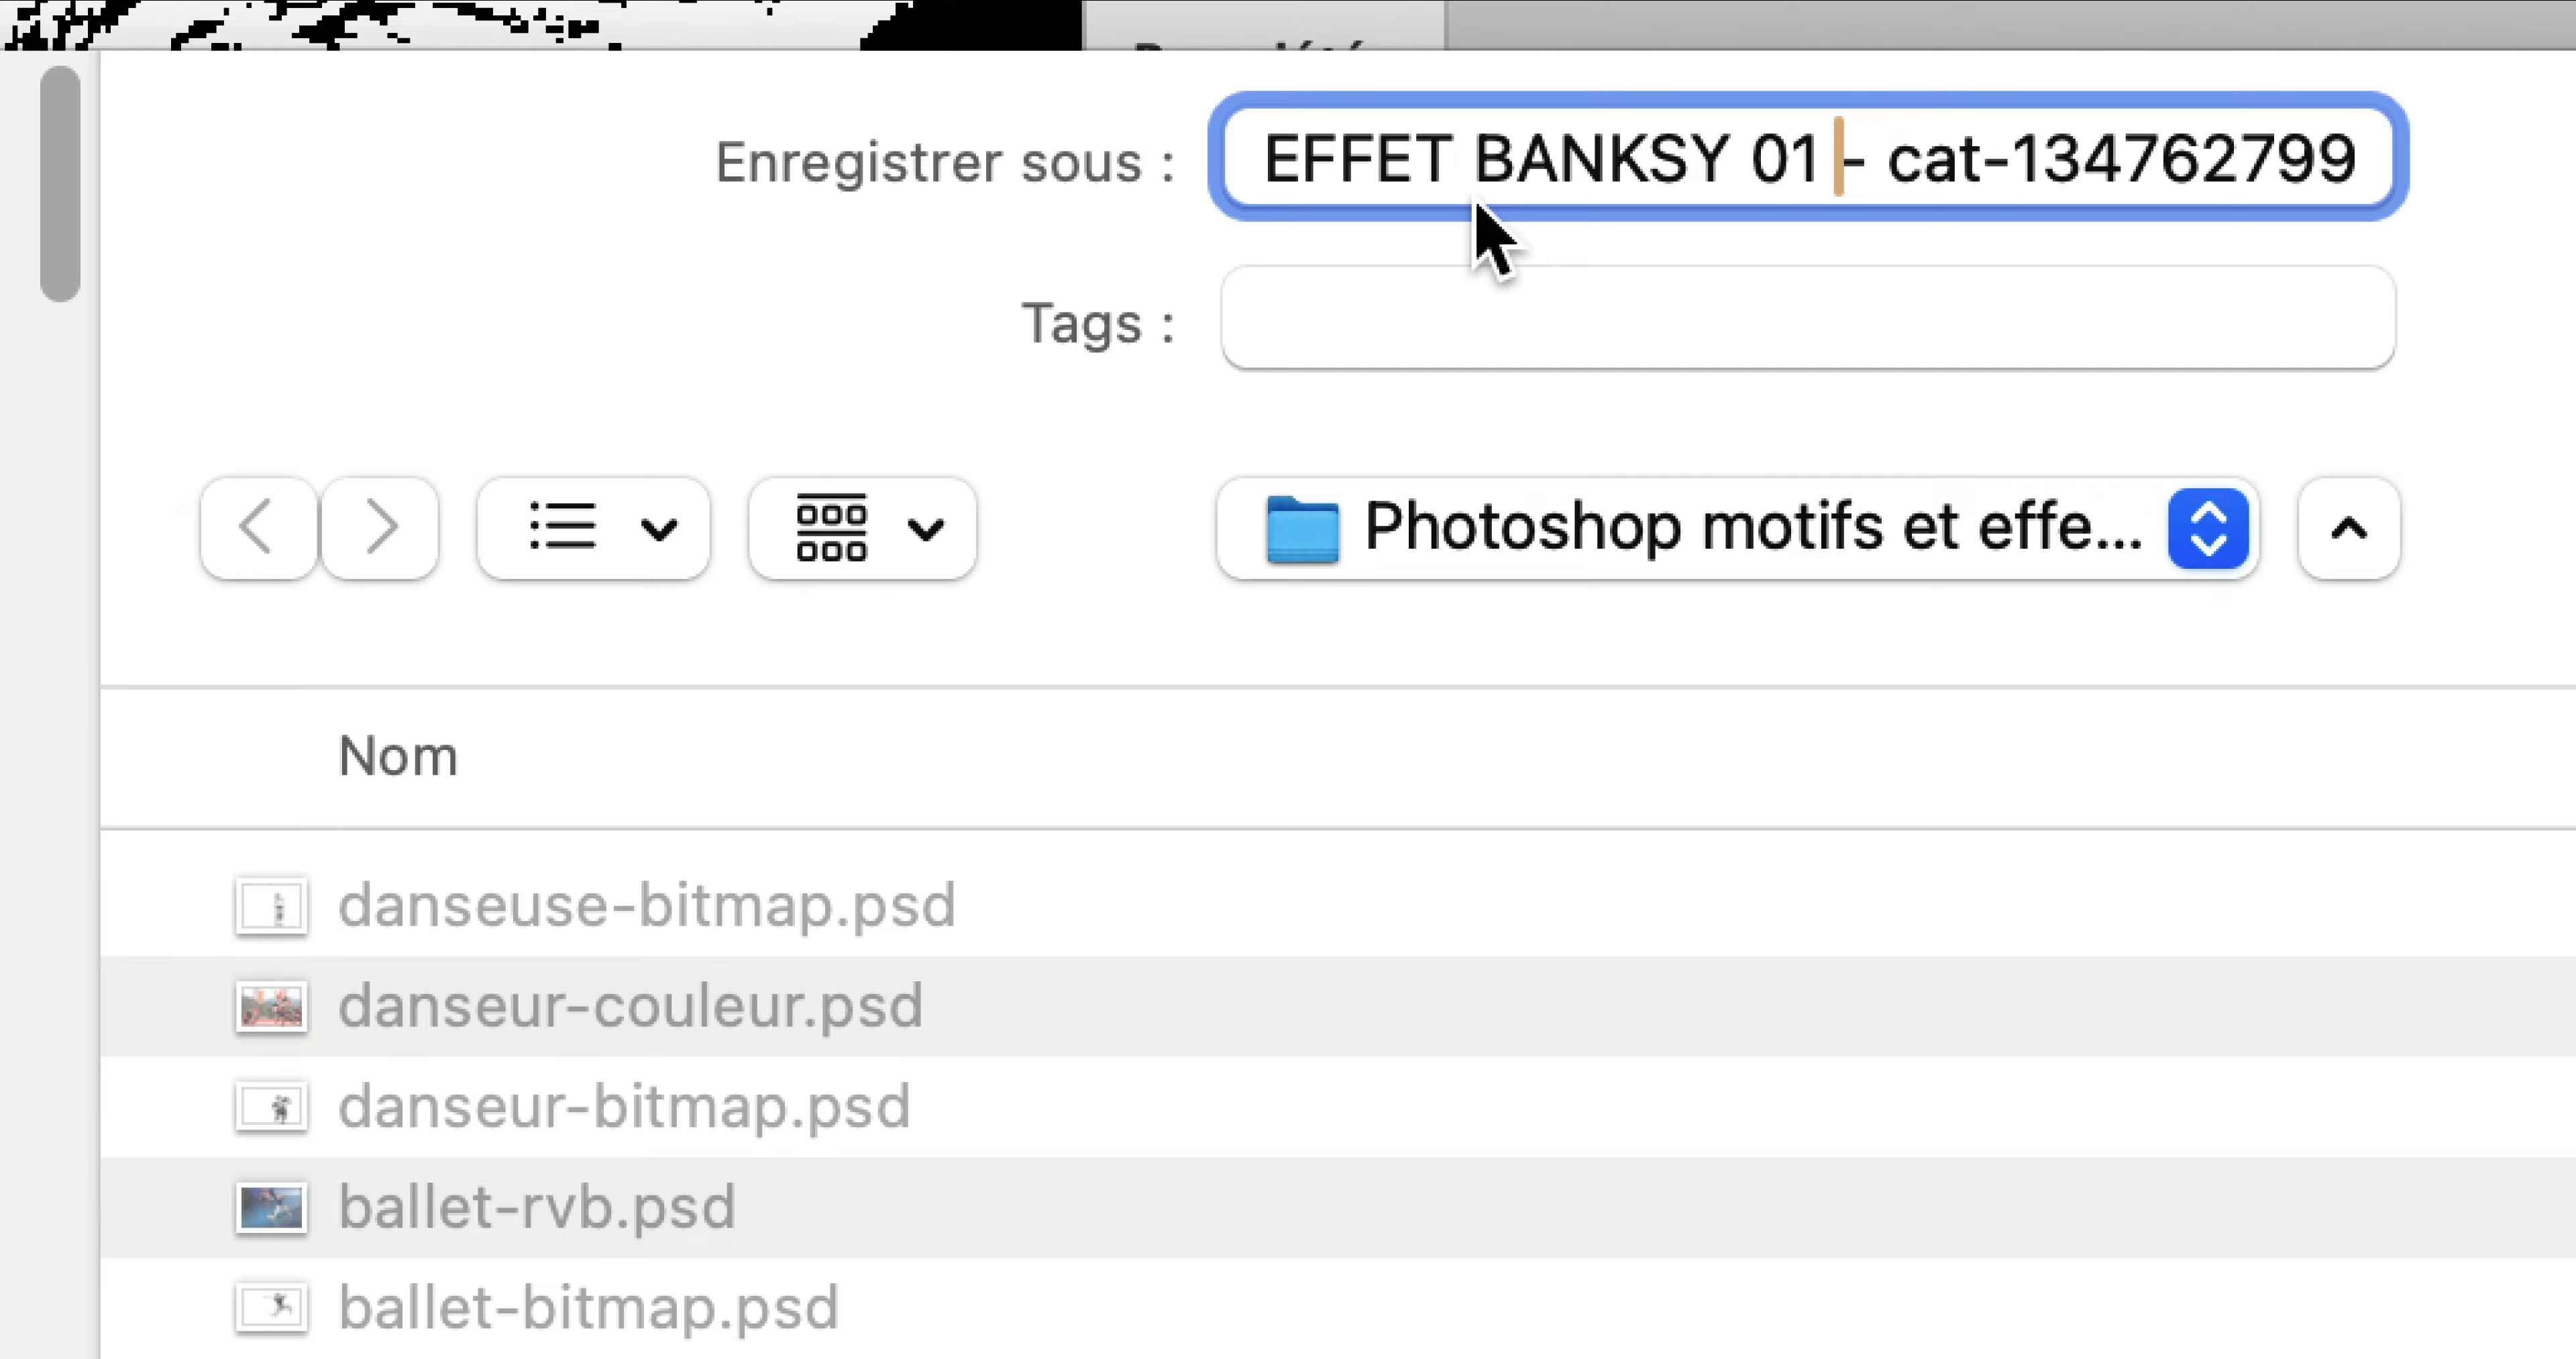 Enregistrer sous : EFFET BANKSY 01 - cat-134762799
Tags :
Photoshop motifs et effe...
Nom
danseuse-bitmap.psd
danseur-couleur.psd
danseur-bitmap.psd
ballet-rvb.psd
ballet-bitmap.psd